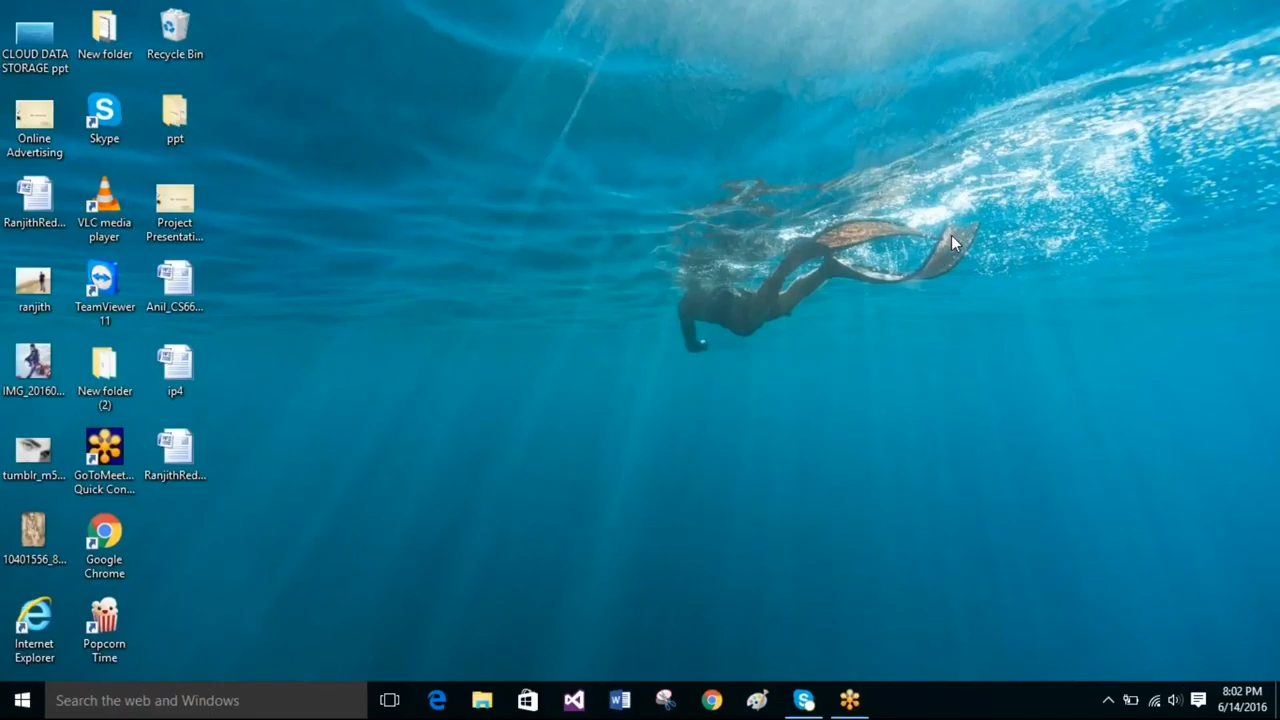 CLOUD DATA
STORAGE ppt
New folder
Recycle Bin
Online
Advertising
Skype
ppt
RanjithRed...
VLC media
player
Project
Presentati...
ranjith
TeamViewer
11
Anil_CS66...
IMG_20160...
New folder
(2)
ip4
tumblr_m5...
GoToMeet...
Quick Con...
RanjithRed...
10401556_8...
Google
Chrome
Internet
Explorer
Popcorn
Time
Search the web and Windows
8:02 PM
6/14/2016